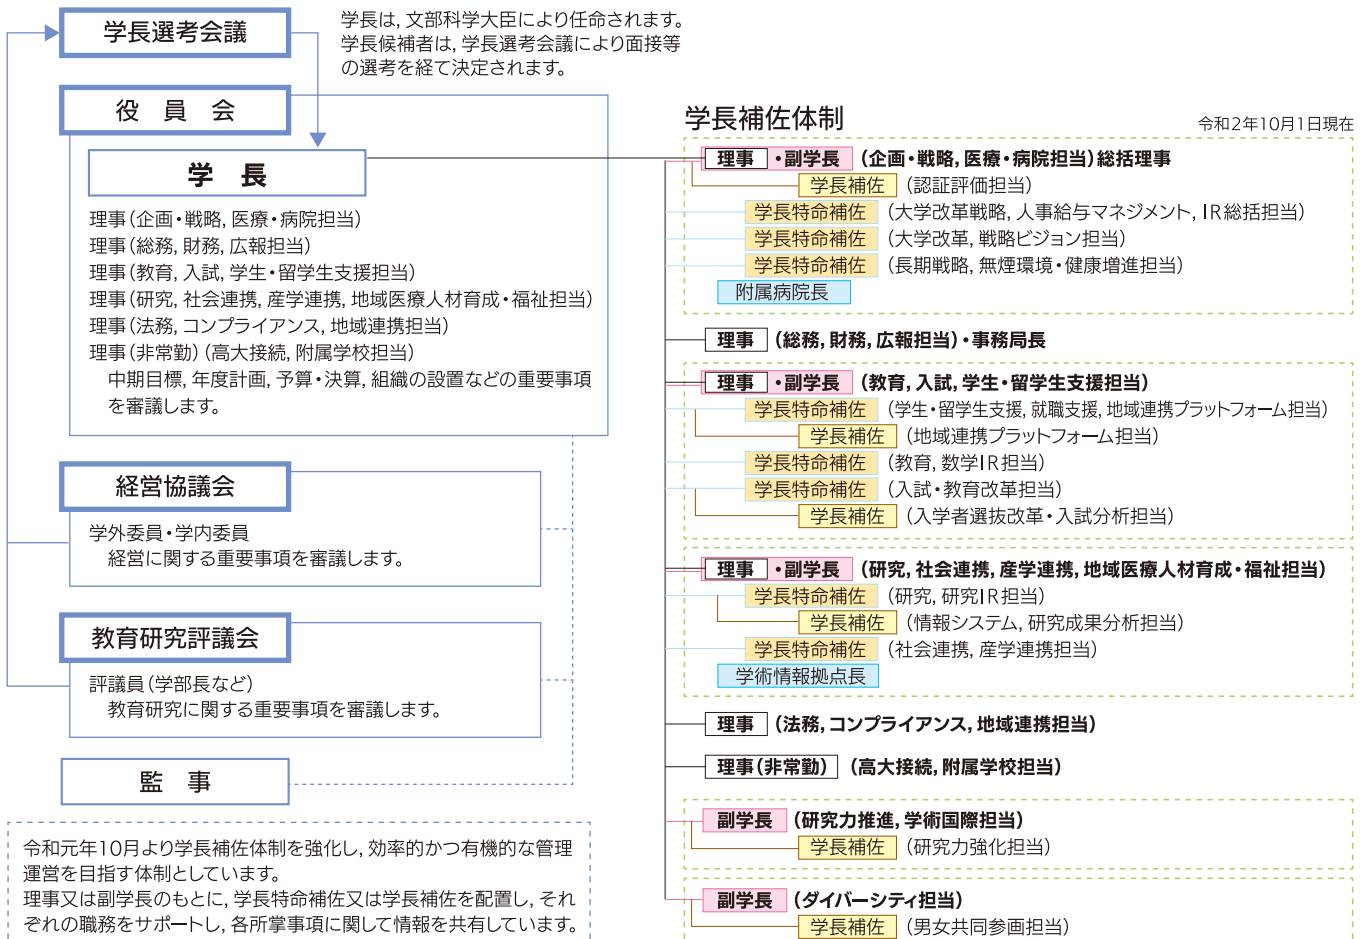 学長選考会議
学長は，文部科学大臣により任命されます。
学長候補者は，学長選考会議により面接等
の選考を経て決定されます。
役　員　会
学　長
理事（企画・戦略，医療・病院担当）
理事（総務，財務，広報担当）
理事（教育，入試，学生・留学生支援担当）
理事（研究，社会連携，産学連携，地域医療人材育成・福祉担当）
理事（法務，コンプライアンス，地域連携担当）
理事（非常勤）（高大接続，附属学校担当）
中期目標，年度計画，予算・決算，組織の設置などの重要事項
を審議します。
経営協議会
学外委員・学内委員
経営に関する重要事項を審議します。
教育研究評議会
評議員（学部長など）
教育研究に関する重要事項を審議します。
監　事
令和元年10月より学長補佐体制を強化し，効率的かつ有機的な管理
運営を目指す体制としています。
理事又は副学長のもとに，学長特命補佐又は学長補佐を配置し，それ
ぞれの職務をサポートし，各所掌事項に関して情報を共有しています。
学長補佐体制
令和2年10月1日現在
理事・副学長（企画・戦略，医療・病院担当）総括理事
学長補佐（認証評価担当）
学長特命補佐（大学改革戦略，人事給与マネジメント，IR総括担当）
学長特命補佐（大学改革，戦略ビジョン担当）
学長特命補佐（長期戦略，無煙環境・健康増進担当）
附属病院長
理事（総務，財務，広報担当）・事務局長
理事・副学長（教育，入試，学生・留学生支援担当）
学長特命補佐（学生・留学生支援，就職支援，地域連携プラットフォーム担当）
学長補佐（地域連携プラットフォーム担当）
学長特命補佐（教育，数学IR担当）
学長特命補佐（入試・教育改革担当）
学長補佐（入学者選抜改革・入試分析担当）
理事・副学長（研究，社会連携，産学連携，地域医療人材育成・福祉担当）
学長特命補佐（研究，研究IR担当）
学長補佐（情報システム，研究成果分析担当）
学長特命補佐（社会連携，産学連携担当）
学術情報拠点長
理事（法務，コンプライアンス，地域連携担当）
理事（非常勤）（高大接続，附属学校担当）
副学長（研究力推進，学術国際担当）
学長補佐（研究力強化担当）
副学長（ダイバーシティ担当）
学長補佐（男女共同参画担当）